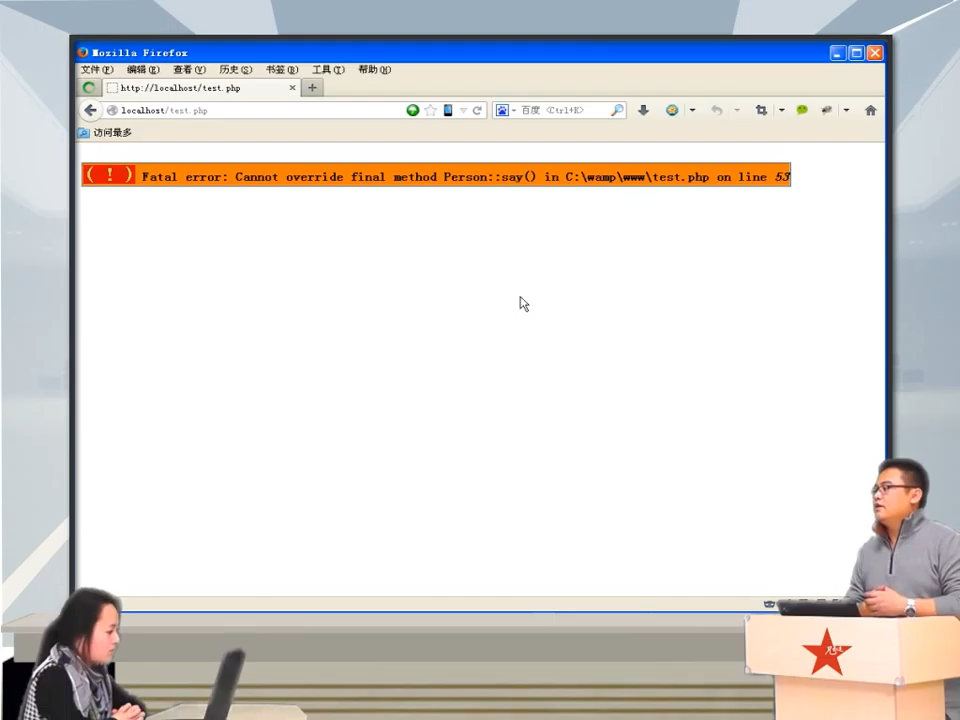 Mozilla Firefox
文件(F) 编辑(E) 查看(V) 历史(S) 书签(B) 工具(T) 帮助(H)
http://localhost/test.php × +
localhost/test.php 百度 <Ctrl+K>
访问最多
( ! ) Fatal error: Cannot override final method Person::say() in C:\wamp\www\test.php on line 53